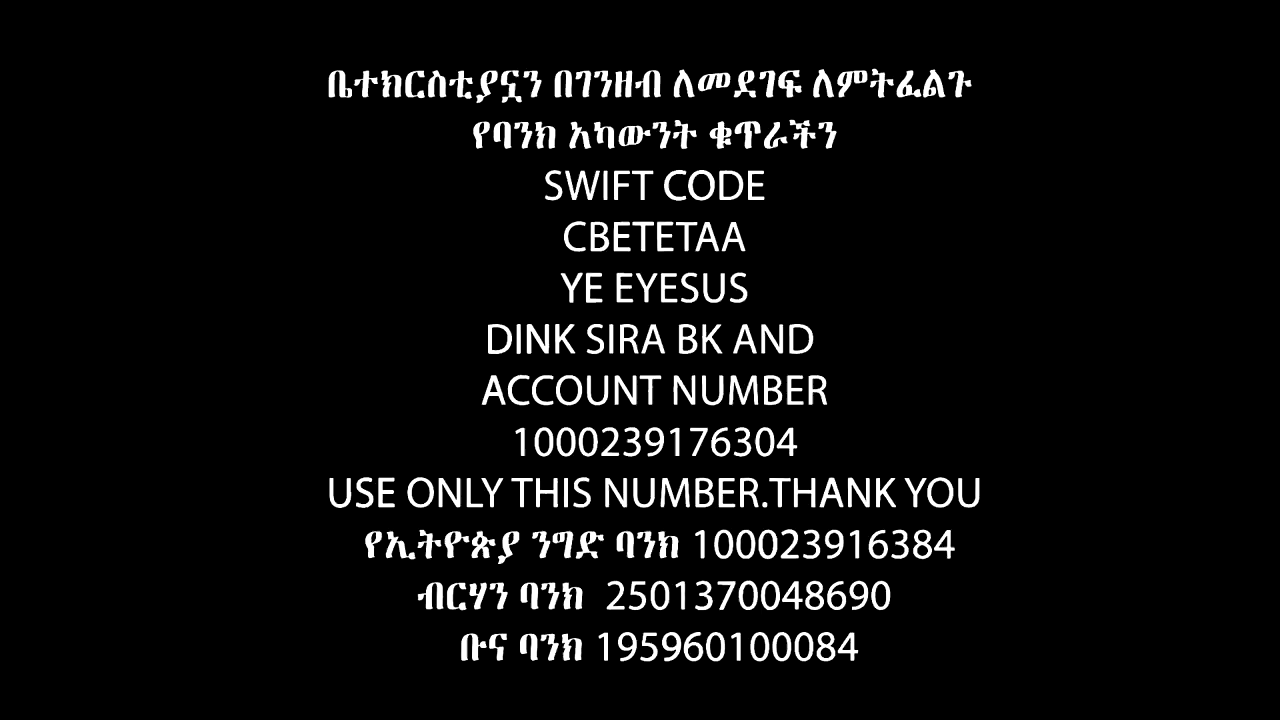 ቤተክርስቲያኗን በገንዘብ ለመደገፍ ለምትፈልጉ
የባንክ አካውንት ቁጥራችን
SWIFT CODE
CBETETAA
YE EYESUS
DINK SIRA BK AND
ACCOUNT NUMBER
1000239176304
USE ONLY THIS NUMBER.THANK YOU
የኢትዮጵያ ንግድ ባንክ 100023916384
ብርሃን ባንክ 2501370048690
ቡና ባንክ 195960100084